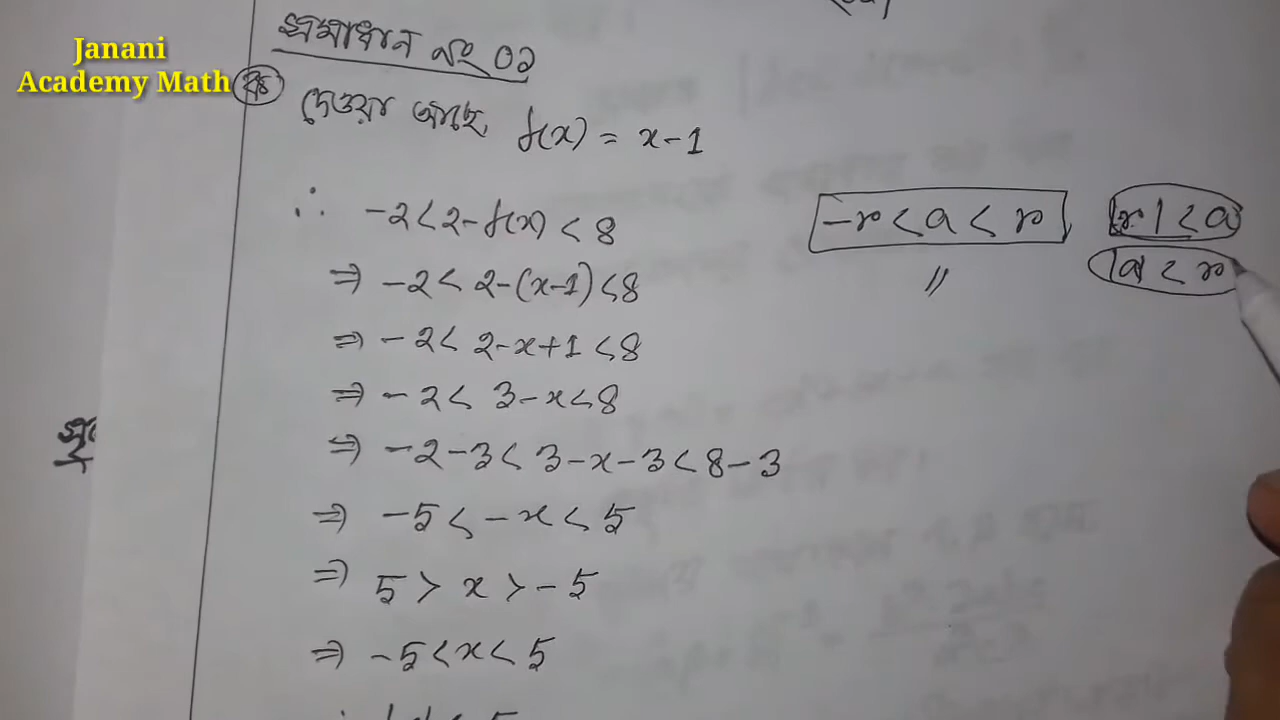 Janani
Academy Math
সমাধান নং ০১
ক
দেওয়া আছে, f(x) = x-1
∴ -2<2-f(x) <8
⇒ -2< 2-(x-1)<8
⇒ -2< 2-x+1 <8
⇒ -2< 3-x<8
⇒ -2-3< 3-x-3< 8-3
⇒ -5< -x< 5
⇒ 5 > x > -5
⇒ -5<x< 5
-r<a< r
r|<a
|a|< r